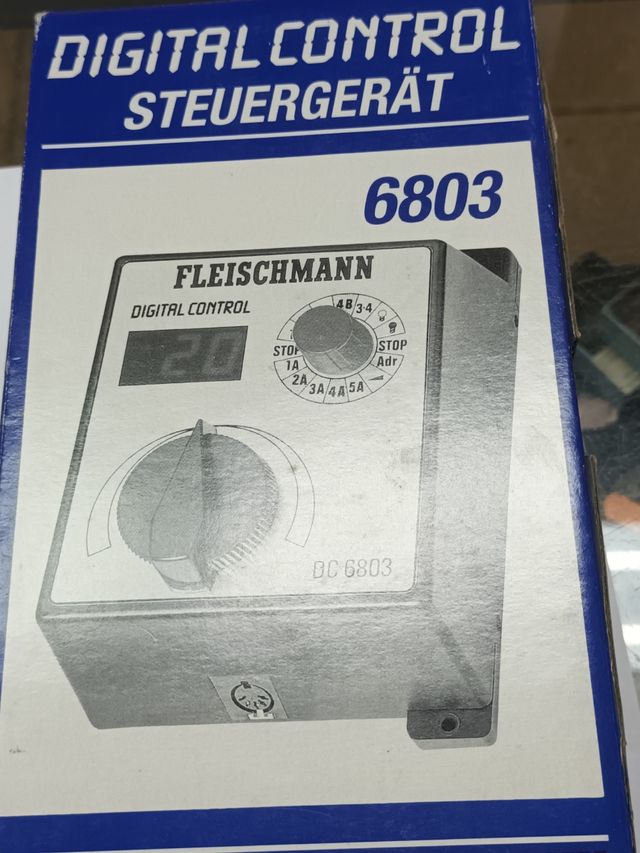 DIGITAL CONTROL
STEUERGERÄT
6803
FLEISCHMANN
DIGITAL CONTROL
20
4B
3-4
STOP
STOP
1A
Adr
2A
3A
4A
5A
DC 6803